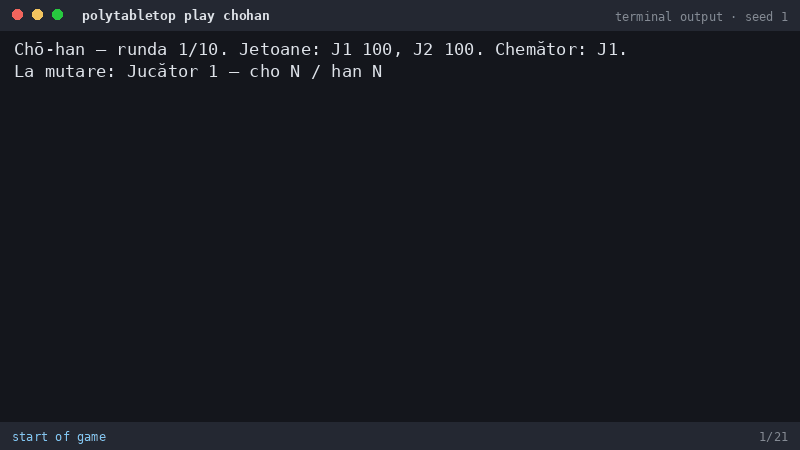 polytabletop play chohan
terminal output · seed 1
Chō-han — runda 1/10. Jetoane: J1 100, J2 100. Chemător: J1.
La mutare: Jucător 1 — cho N / han N
start of game
1/21